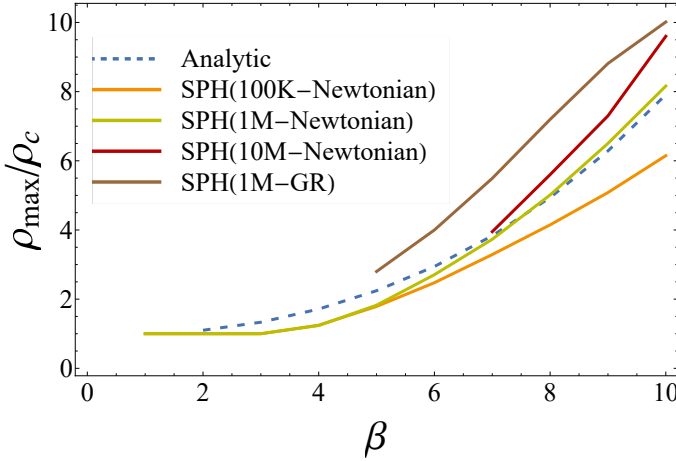 10
8
6
4
2
0
ρmax/ρc
Analytic
SPH(100K−Newtonian)
SPH(1M−Newtonian)
SPH(10M−Newtonian)
SPH(1M−GR)
0 2 4 6 8 10
β